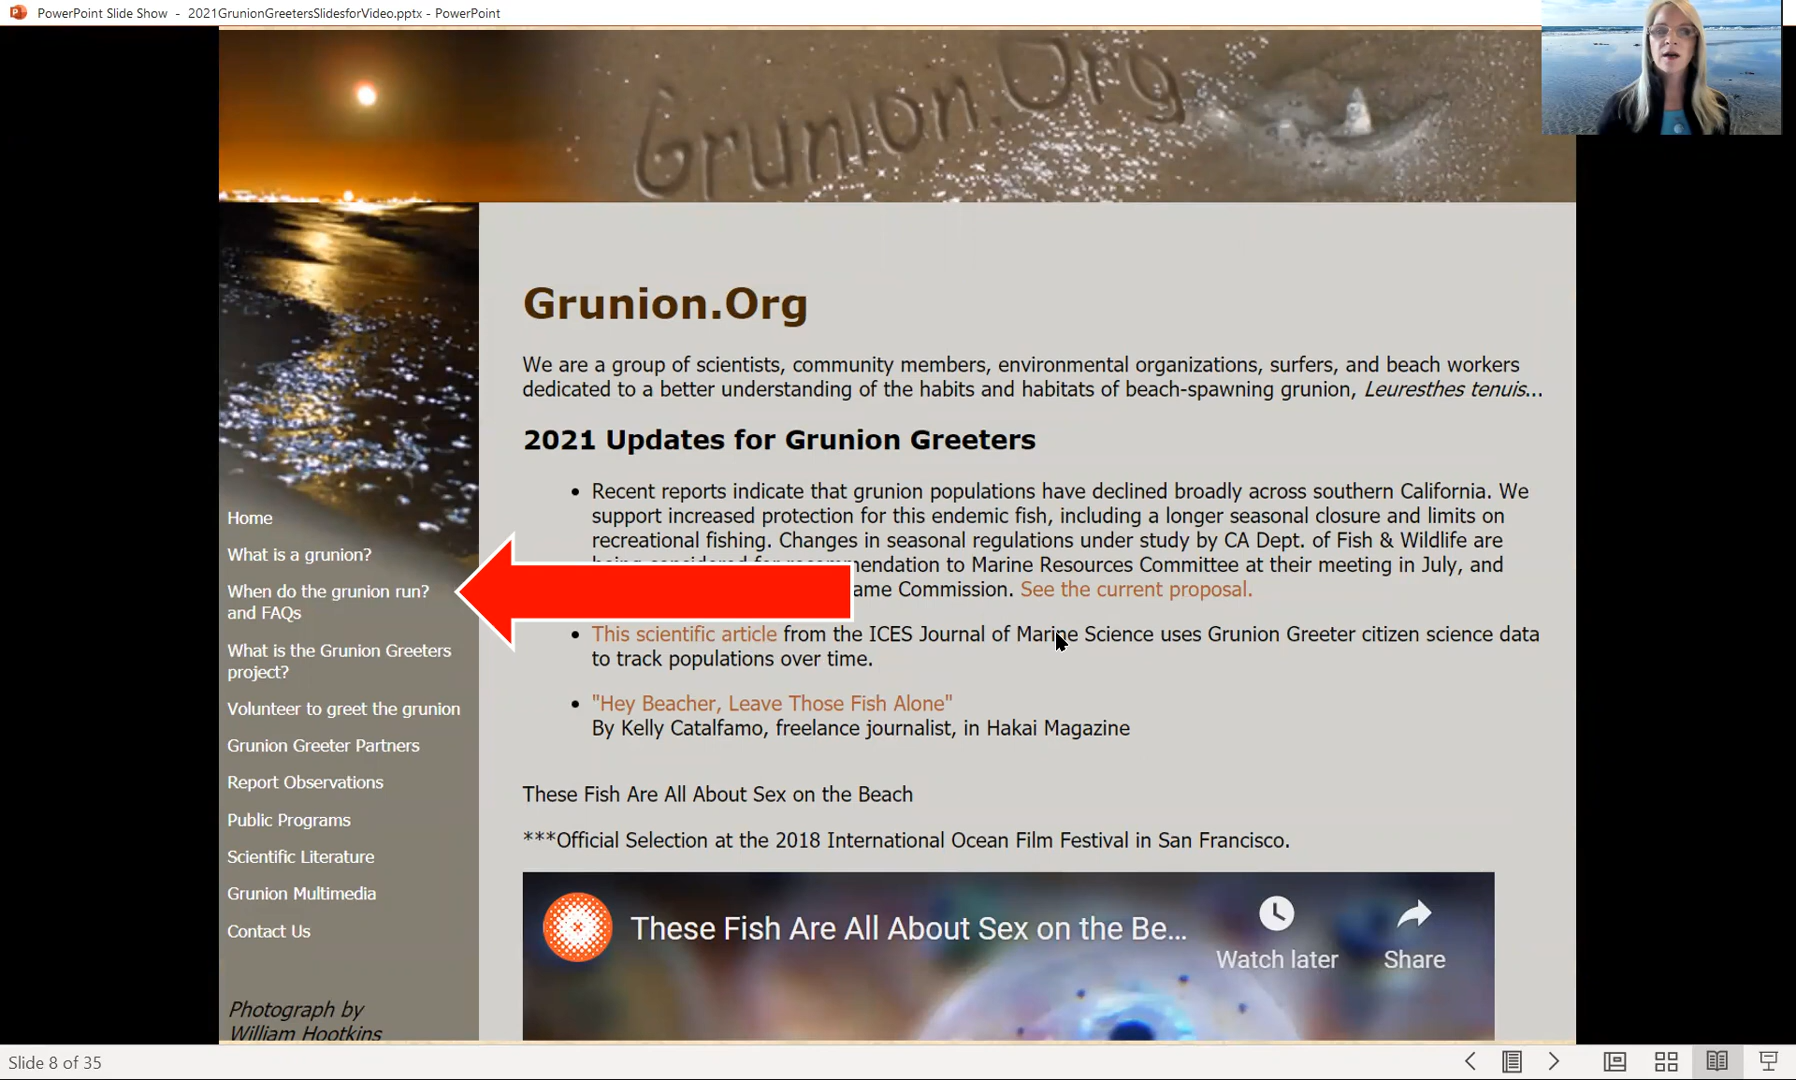 PowerPoint Slide Show - 2021GrunionGreetersSlidesforVideo.pptx - PowerPoint
Grunion.Org
Grunion.Org
We are a group of scientists, community members, environmental organizations, surfers, and beach workers
dedicated to a better understanding of the habits and habitats of beach-spawning grunion, Leuresthes tenuis...
2021 Updates for Grunion Greeters
• Recent reports indicate that grunion populations have declined broadly across southern California. We
support increased protection for this endemic fish, including a longer seasonal closure and limits on
recreational fishing. Changes in seasonal regulations under study by CA Dept. of Fish & Wildlife are
being considered for recommendation to Marine Resources Committee at their meeting in July, and
ame Commission. See the current proposal.
• This scientific article from the ICES Journal of Marine Science uses Grunion Greeter citizen science data
to track populations over time.
• "Hey Beacher, Leave Those Fish Alone"
By Kelly Catalfamo, freelance journalist, in Hakai Magazine
These Fish Are All About Sex on the Beach
***Official Selection at the 2018 International Ocean Film Festival in San Francisco.
These Fish Are All About Sex on the Be...
Watch later
Share
Home
What is a grunion?
When do the grunion run?
and FAQs
What is the Grunion Greeters
project?
Volunteer to greet the grunion
Grunion Greeter Partners
Report Observations
Public Programs
Scientific Literature
Grunion Multimedia
Contact Us
Photograph by
William Hootkins
Slide 8 of 35